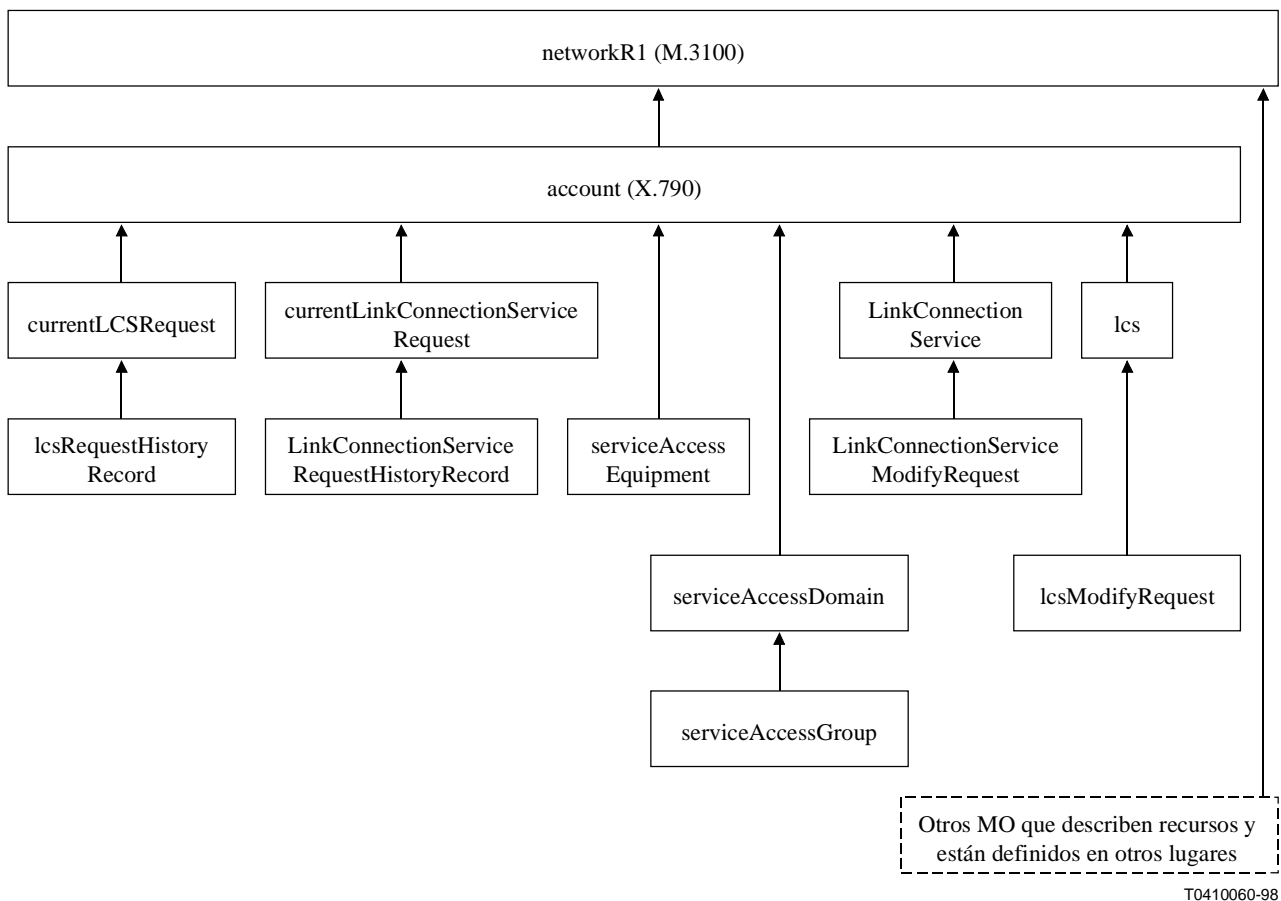 networkR1 (M.3100)
account (X.790)
currentLCSRequest
currentLinkConnectionService
Request
LinkConnection
Service
lcs
lcsRequestHistory
Record
LinkConnectionService
RequestHistoryRecord
serviceAccess
Equipment
LinkConnectionService
ModifyRequest
serviceAccessDomain
lcsModifyRequest
serviceAccessGroup
Otros MO que describen recursos y
están definidos en otros lugares
T0410060-98